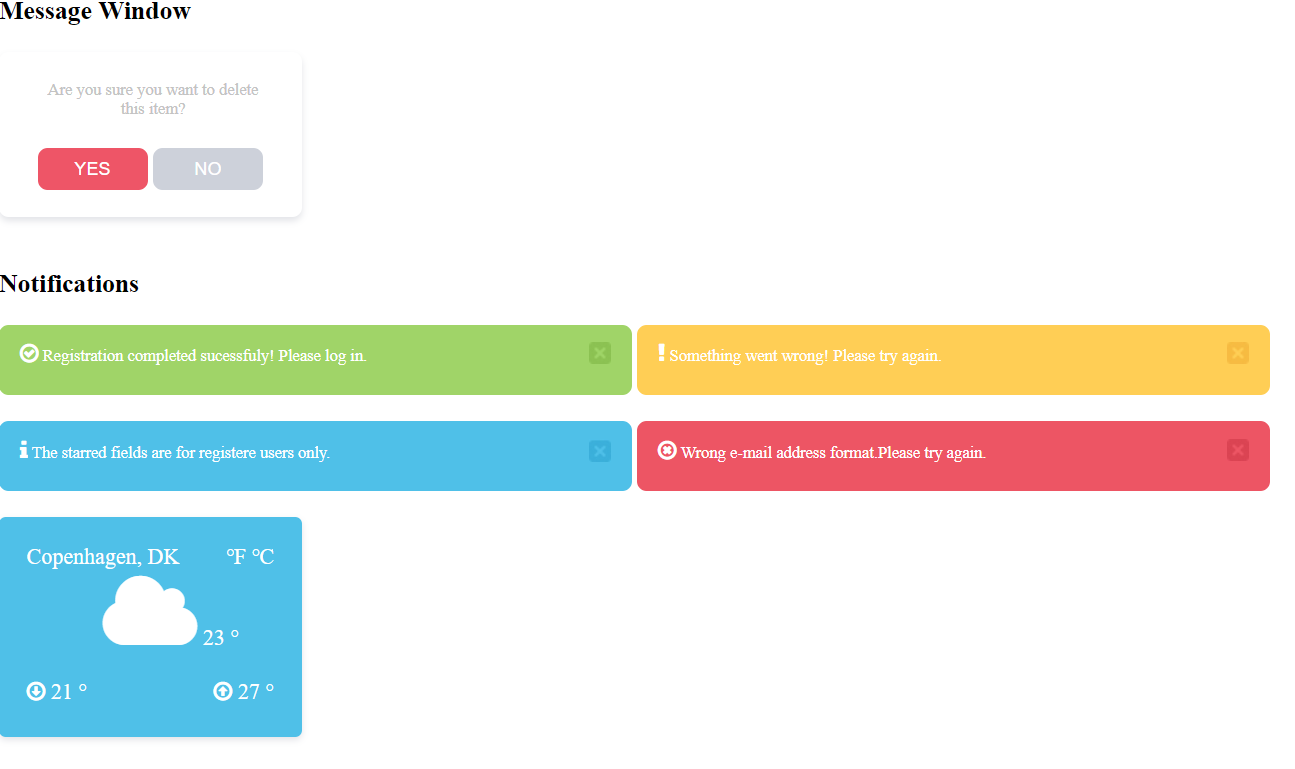 Message Window
Are you sure you want to delete
this item?
YES NO
Notifications
Registration completed sucessfuly! Please log in.
Something went wrong! Please try again.
The starred fields are for registere users only.
Wrong e-mail address format.Please try again.
Copenhagen, DK °F °C
23 °
21 ° 27 °